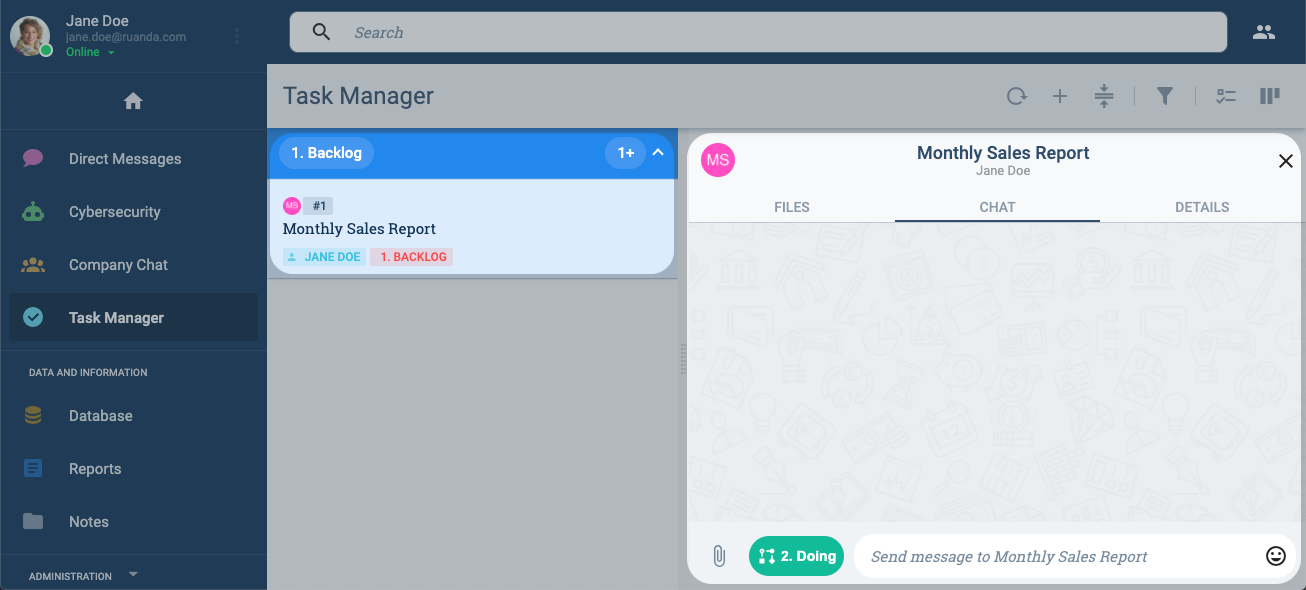 Jane Doe
jane.doe@ruanda.com
Online
Search
Direct Messages
Cybersecurity
Company Chat
Task Manager
DATA AND INFORMATION
Database
Reports
Notes
ADMINISTRATION
Task Manager
1. Backlog
1+
MS
#1
Monthly Sales Report
JANE DOE
1. BACKLOG
MS
Monthly Sales Report
Jane Doe
FILES
CHAT
DETAILS
2. Doing
Send message to Monthly Sales Report